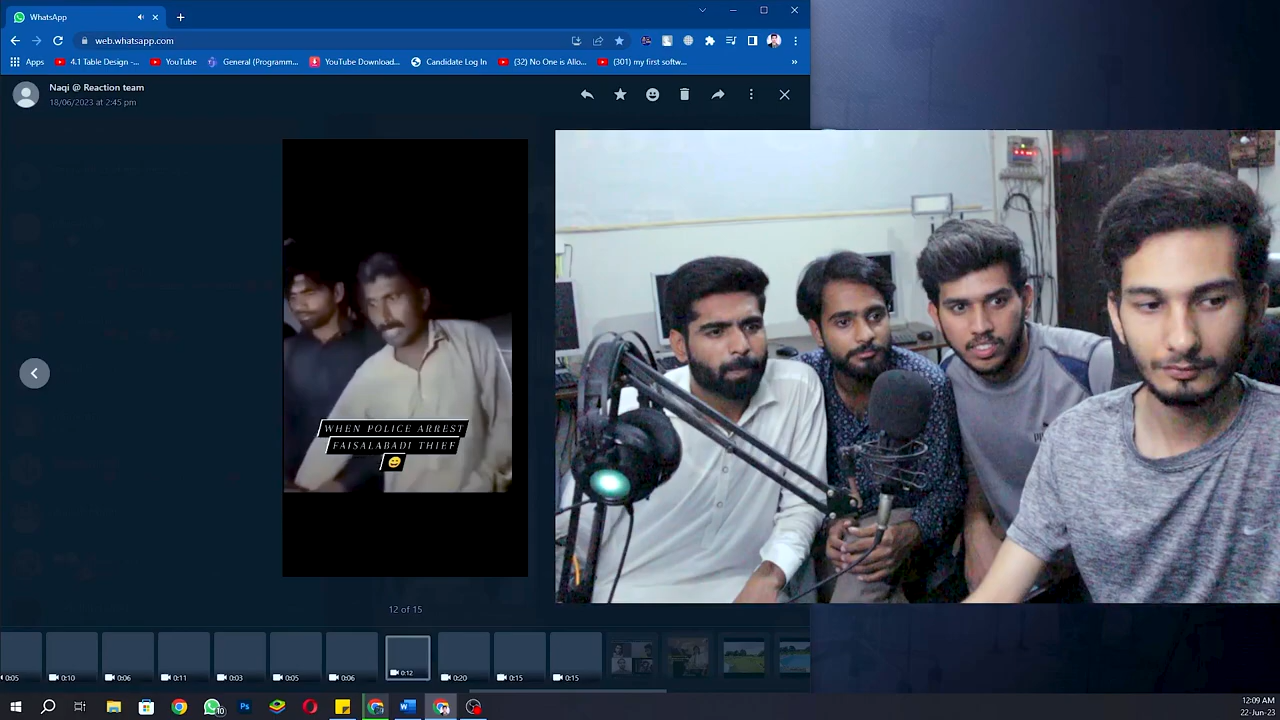 WhatsApp
web.whatsapp.com
Apps
4.1 Table Design -...
YouTube
General (Programm...
YouTube Download...
Candidate Log In
(32) No One is Allo...
(301) my first softw...
»
Naqi @ Reaction team
18/06/2023 at 2:45 pm
WHEN POLICE ARREST
FAISALABADI THIEF
😅
12 of 15
0:05
0:10
0:06
0:11
0:03
0:05
0:06
0:12
0:20
0:15
0:15
10
Ps
W
12:09 AM
22-Jun-23